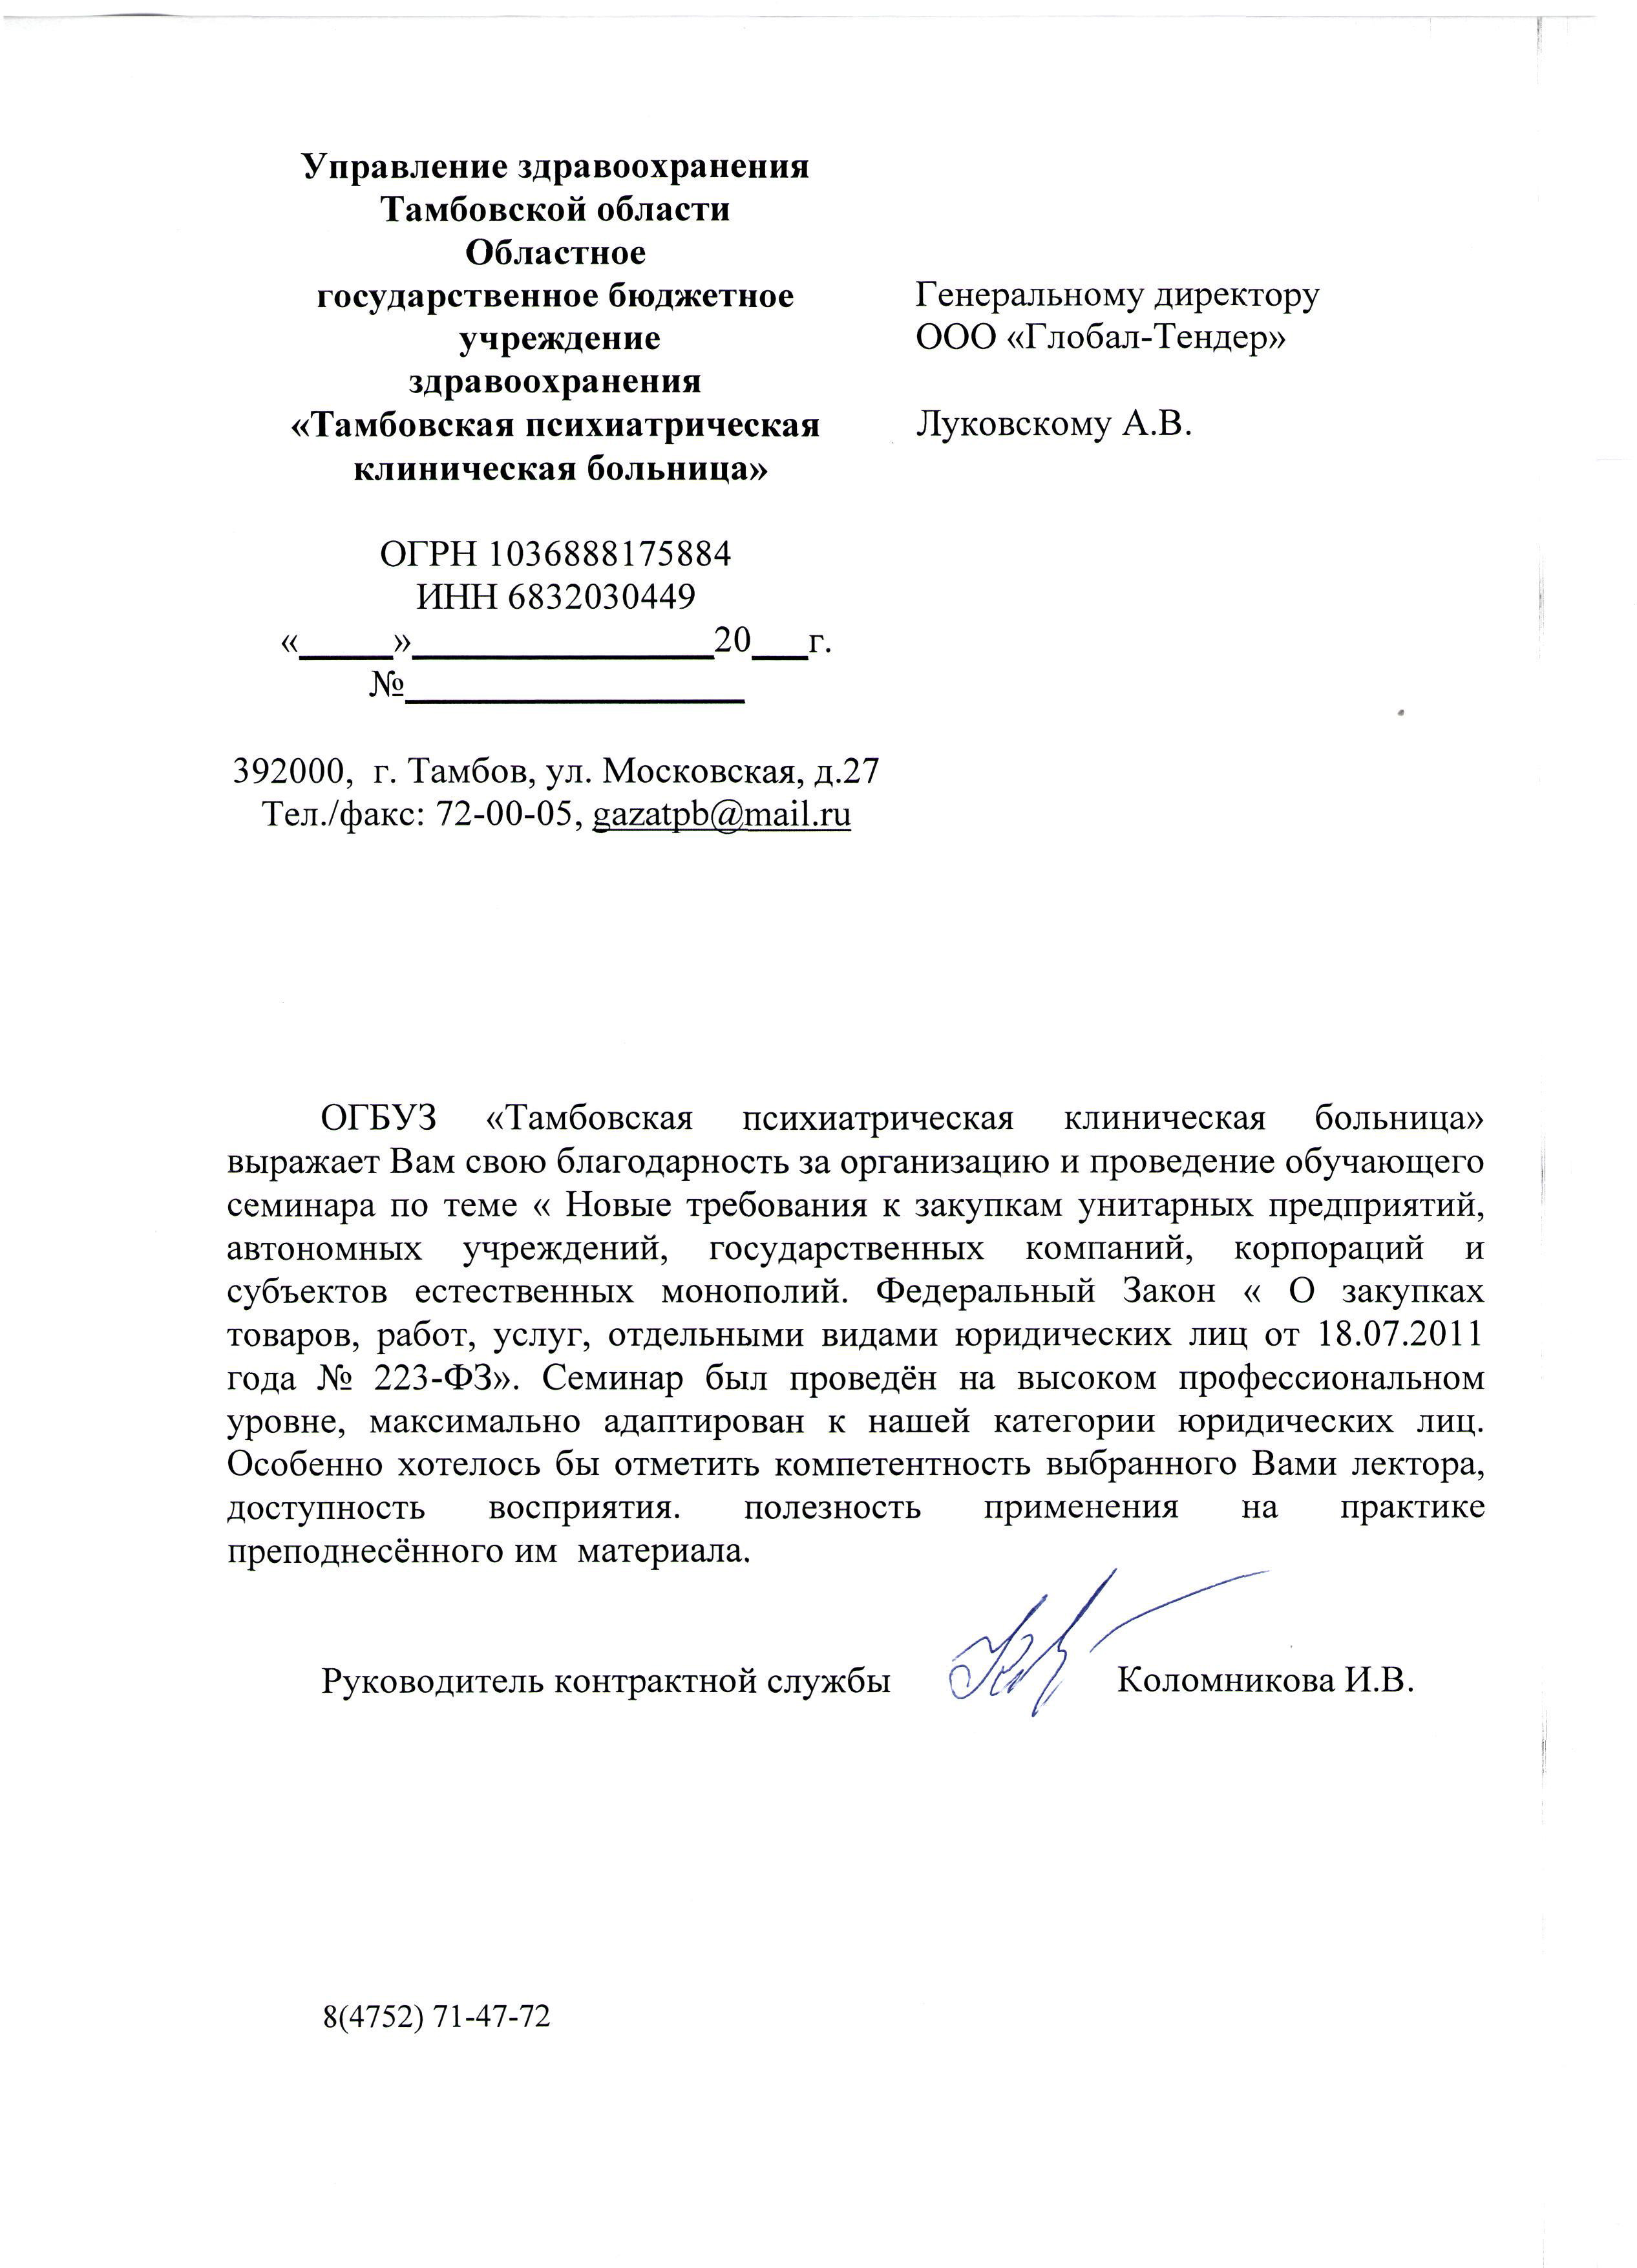 Управление здравоохранения
Тамбовской области
Областное
государственное бюджетное
учреждение
здравоохранения
«Тамбовская психиатрическая
клиническая больница»
ОГРН 1036888175884
ИНН 6832030449
«_____»________________20___г.
№__________________
392000,  г. Тамбов, ул. Московская, д.27
Тел./факс: 72-00-05, gazatpb@mail.ru
Генеральному директору
ООО «Глобал-Тендер»
Луковскому А.В.
ОГБУЗ «Тамбовская психиатрическая клиническая больница»
выражает Вам свою благодарность за организацию и проведение обучающего
семинара по теме « Новые требования к закупкам унитарных предприятий,
автономных учреждений, государственных компаний, корпораций и
субъектов естественных монополий. Федеральный Закон « О закупках
товаров, работ, услуг, отдельными видами юридических лиц от 18.07.2011
года № 223-ФЗ». Семинар был проведён на высоком профессиональном
уровне, максимально адаптирован к нашей категории юридических лиц.
Особенно хотелось бы отметить компетентность выбранного Вами лектора,
доступность восприятия. полезность применения на практике
преподнесённого им  материала.
Руководитель контрактной службы Коломникова И.В.
8(4752) 71-47-72